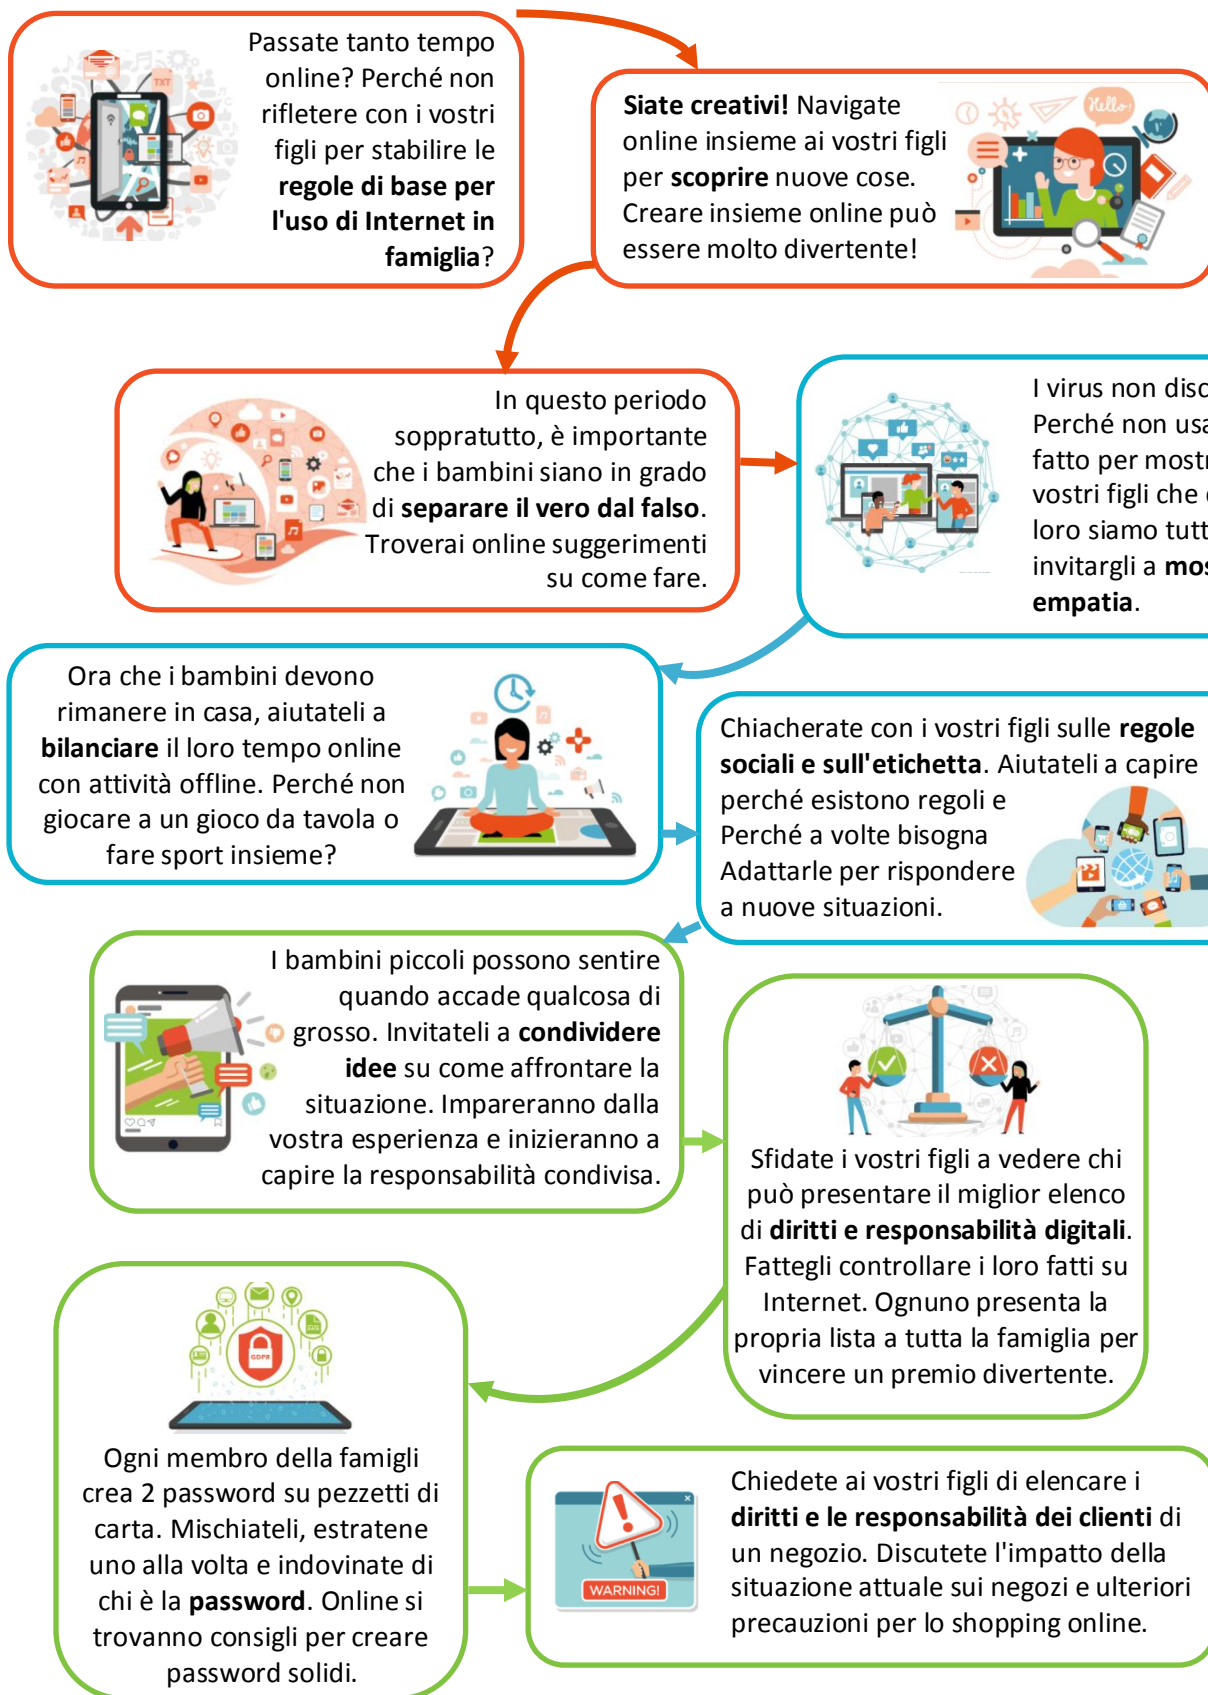 Passate tanto tempo
online? Perché non
rifletere con i vostri
figli per stabilire le
regole di base per
l'uso di Internet in
famiglia?
Siate creativi! Navigate
online insieme ai vostri figli
per scoprire nuove cose.
Creare insieme online può
essere molto divertente!
TXT
Hello!
In questo periodo
sopprattutto, è importante
che i bambini siano in grado
di separare il vero dal falso.
Troverai online suggerimenti
su come fare.
I virus non
Perché non
fatto per
vostri figli che
loro siamo
invitargli a
empatia.
Ora che i bambini devono
rimanere in casa, aiutateli a
bilanciare il loro tempo online
con attività offline. Perché non
giocare a un gioco da tavola o
fare sport insieme?
Chiacherate con i vostri figli sulle regole
sociali e sull'etichetta. Aiutateli a capire
perché esistono regoli e
Perché a volte bisogna
Adattarle per rispondere
a nuove situazioni.
I bambini piccoli possono sentire
quando accade qualcosa di
grosso. Invitateli a condividere
idee su come affrontare la
situazione. Impareranno dalla
vostra esperienza e inizieranno a
capire la responsabilità condivisa.
Sfidate i vostri figli a vedere chi
può presentare il miglior elenco
di diritti e responsabilità digitali.
Fattegli controllare i loro fatti su
Internet. Ognuno presenta la
propria lista a tutta la famiglia per
vincere un premio divertente.
GDPR
Ogni membro della famigli
crea 2 password su pezzetti di
carta. Mischiateli, estratene
uno alla volta e indovinate di
chi è la password. Online si
trovanno consigli per creare
password solidi.
WARNING!
Chiedete ai vostri figli di elencare i
diritti e le responsabilità dei clienti di
un negozio. Discutete l'impatto della
situazione attuale sui negozi e ulteriori
precauzioni per lo shopping online.